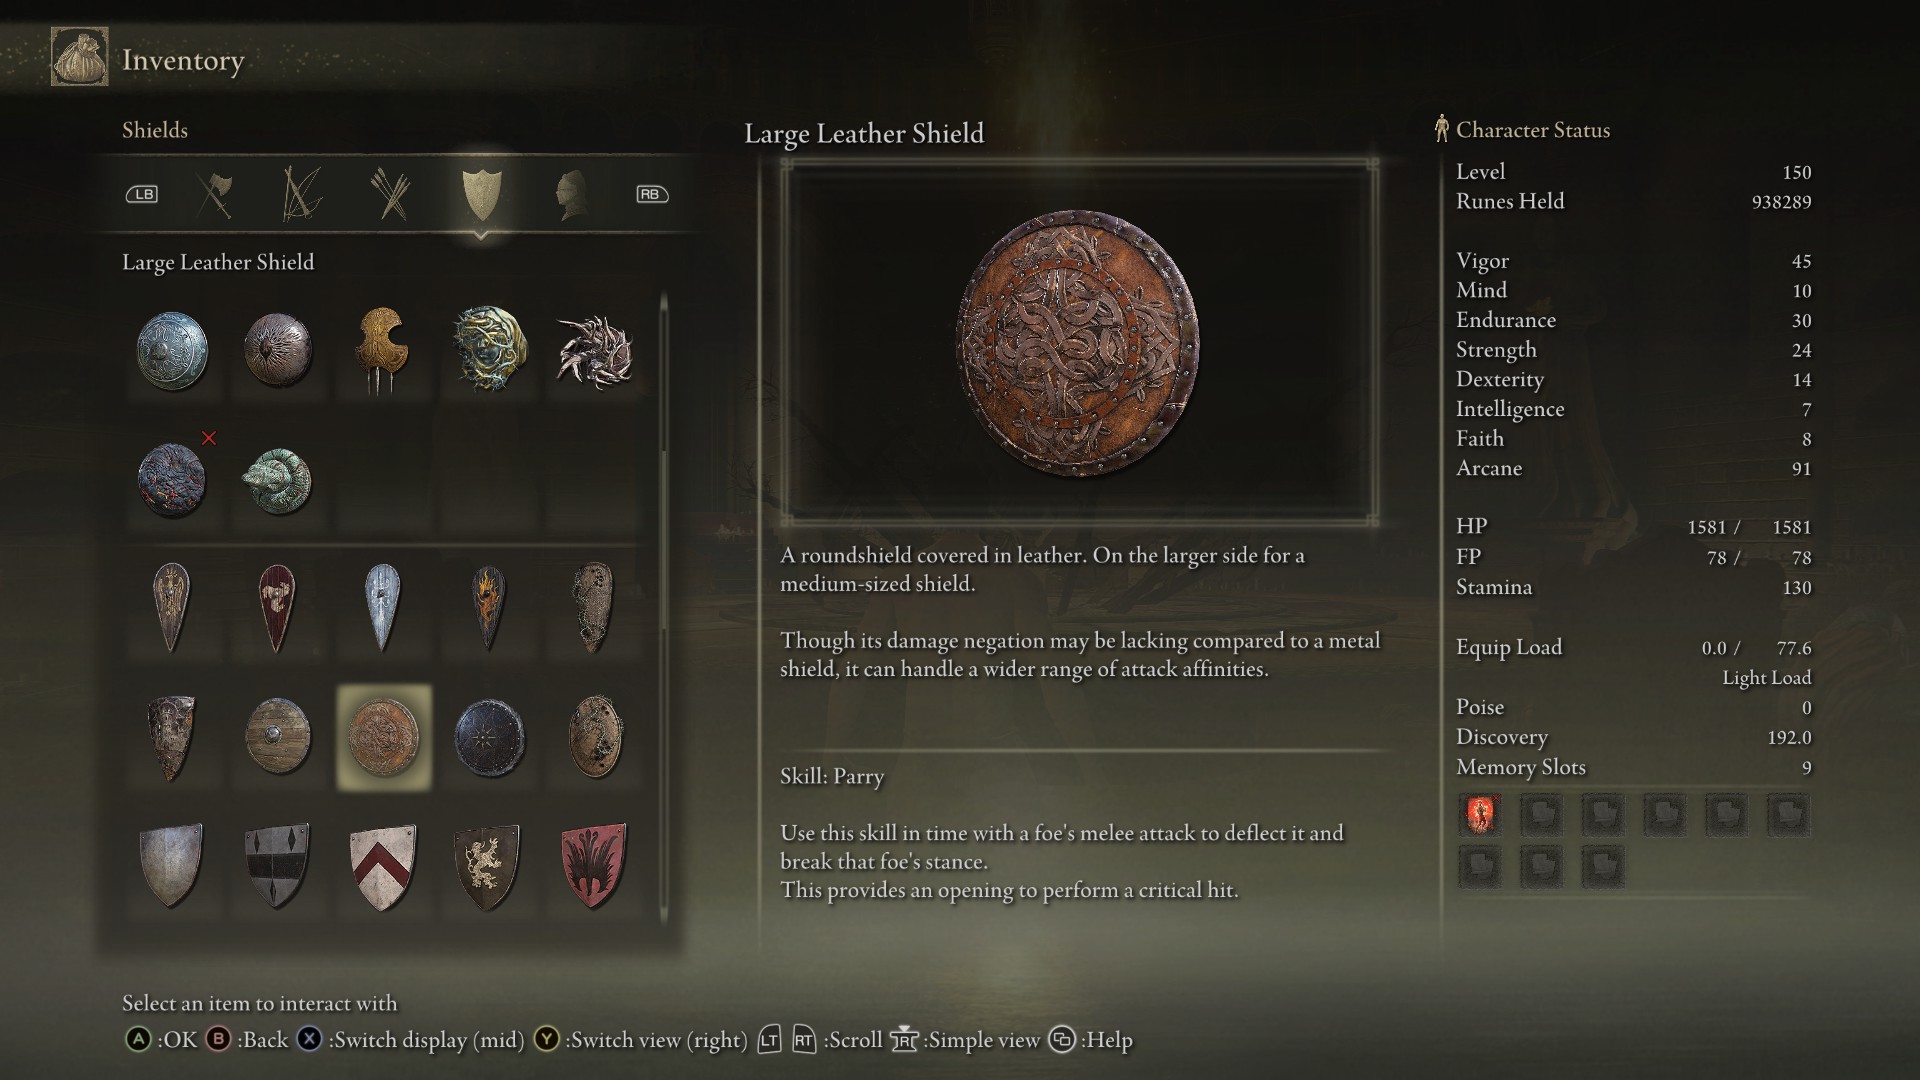 Inventory
Shields
LB
RB
Large Leather Shield
Large Leather Shield
A roundshield covered in leather. On the larger side for a
medium-sized shield.
Though its damage negation may be lacking compared to a metal
shield, it can handle a wider range of attack affinities.
Skill: Parry
Use this skill in time with a foe's melee attack to deflect it and
break that foe's stance.
This provides an opening to perform a critical hit.
Character Status
Level 150
Runes Held 938289
Vigor 45
Mind 10
Endurance 30
Strength 24
Dexterity 14
Intelligence 7
Faith 8
Arcane 91
HP 1581 / 1581
FP 78 / 78
Stamina 130
Equip Load 0.0 / 77.6
Light Load
Poise 0
Discovery 192.0
Memory Slots 9
Select an item to interact with
A :OK B :Back X :Switch display (mid) Y :Switch view (right) LT RT :Scroll R :Simple view :Help